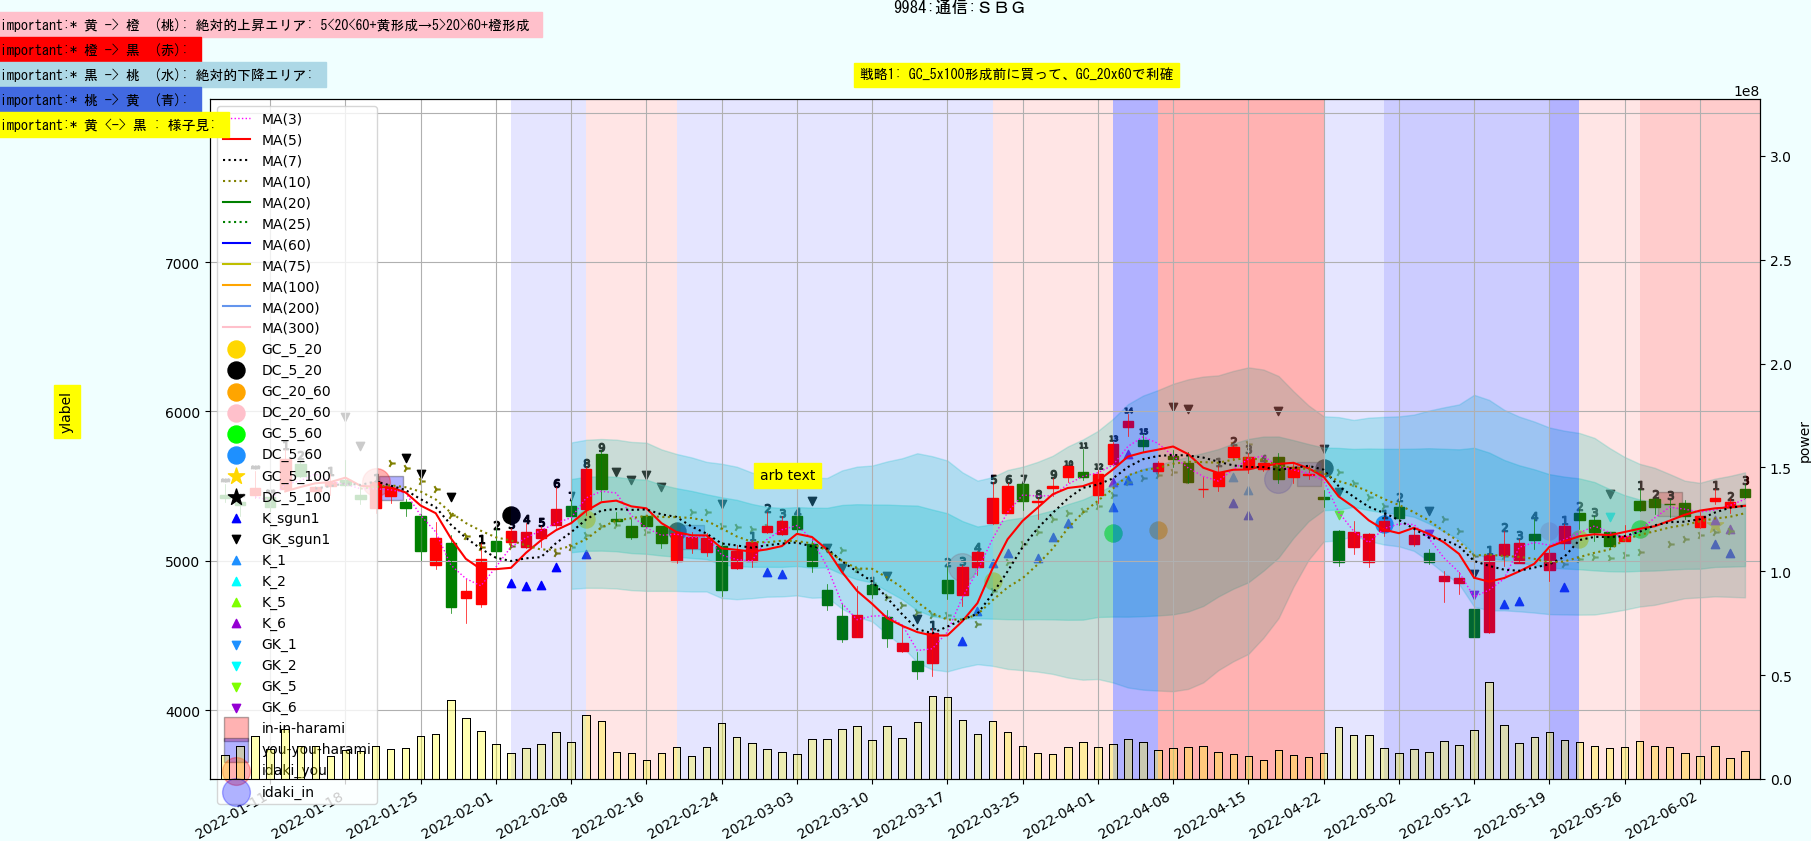 9984:通信:ＳＢＧ
important:* 黄 -> 橙 (桃): 絶対的上昇エリア: 5<20<60+黄形成→5>20>60+橙形成
important:* 橙 -> 黒 (赤):
important:* 黒 -> 桃 (水): 絶対的下降エリア:
戦略1: GC_5x100形成前に買って、GC_20x60で利確
important:* 桃 -> 黄 (青):
1e8
important:* 黄 <-> 黒 : 様子見:
MA(3)
MA(5)
MA(7)
MA(10)
MA(20)
MA(25)
MA(60)
MA(75)
MA(100)
MA(200)
MA(300)
GC_5_20
DC_5_20
GC_20_60
DC_20_60
GC_5_60
DC_5_60
GC_5_100
DC_5_100
K_sgun1
GK_sgun1
K_1
K_2
K_5
K_6
GK_1
GK_2
GK_5
GK_6
in-in-harami
you-you-harami
idaki_you
idaki_in
7000
6000
5000
4000
ylabel
arb text
3.0
2.5
2.0
1.5
1.0
0.5
0.0
power
2022-01-11
2022-01-18
2022-01-25
2022-02-01
2022-02-08
2022-02-16
2022-02-24
2022-03-03
2022-03-10
2022-03-17
2022-03-25
2022-04-01
2022-04-08
2022-04-15
2022-04-22
2022-05-02
2022-05-12
2022-05-19
2022-05-26
2022-06-02